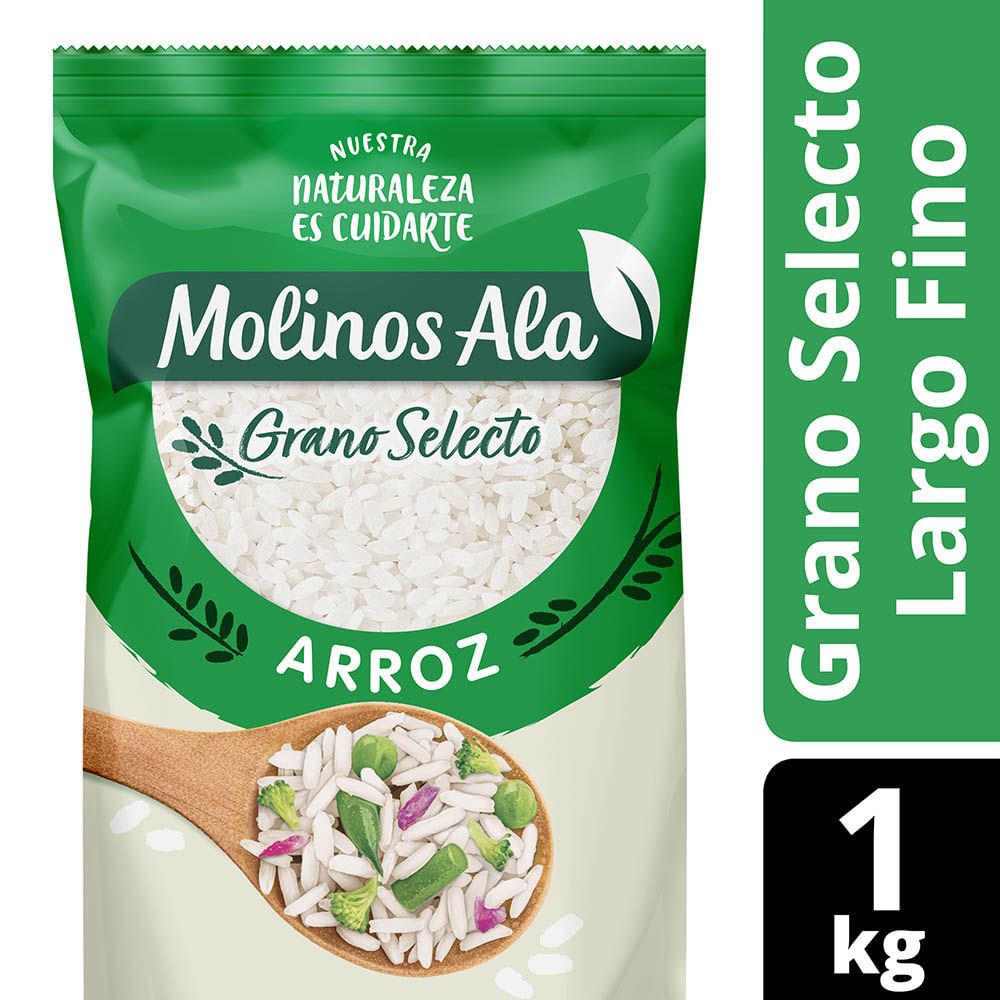 NUESTRA
NATURALEZA
ES CUIDARTE
Molinos Ala
Grano Selecto
ARROZ
Grano Selecto
Largo Fino
1
kg